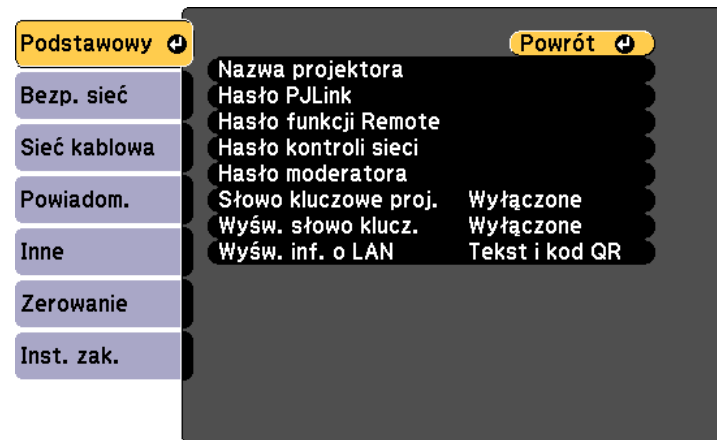 Podstawowy
Bezp. sieć
Sieć kablowa
Powiadom.
Inne
Zerowanie
Inst. zak.
Powrót
Nazwa projektora
Hasło PJLink
Hasło funkcji Remote
Hasło kontroli sieci
Hasło moderatora
Słowo kluczowe proj. Wyłączone
Wyśw. słowo klucz. Wyłączone
Wyśw. inf. o LAN Tekst i kod QR